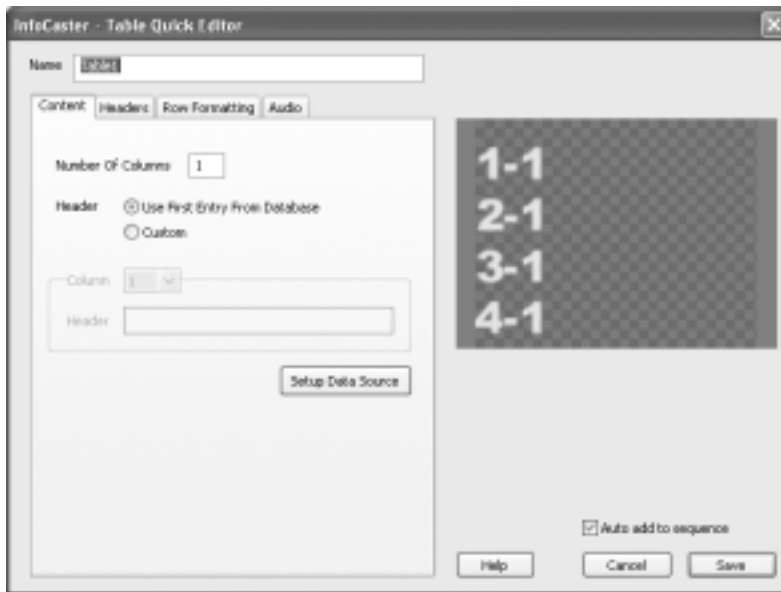 InfoCaster - Table Quick Editor
Name Table1
Content Headers Row Formatting Audio
Number Of Columns 1
Header Use First Entry From Database
Custom
Column 1
Header
Setup Data Source
1-1
2-1
3-1
4-1
Auto add to sequence
Help Cancel Save